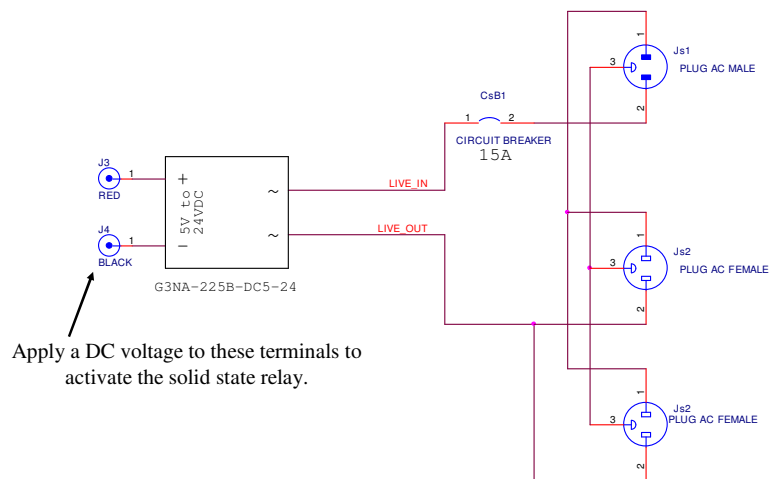 1
Js1
3
PLUG AC MALE
2
CsB1
1 2
CIRCUIT BREAKER
15A
J3
1
RED
+
5V to
24VDC
~
LIVE_IN
J4
1
BLACK
−
~
LIVE_OUT
G3NA-225B-DC5-24
1
Js2
3
PLUG AC FEMALE
2
Apply a DC voltage to these terminals to
activate the solid state relay.
1
Js2
3
PLUG AC FEMALE
2